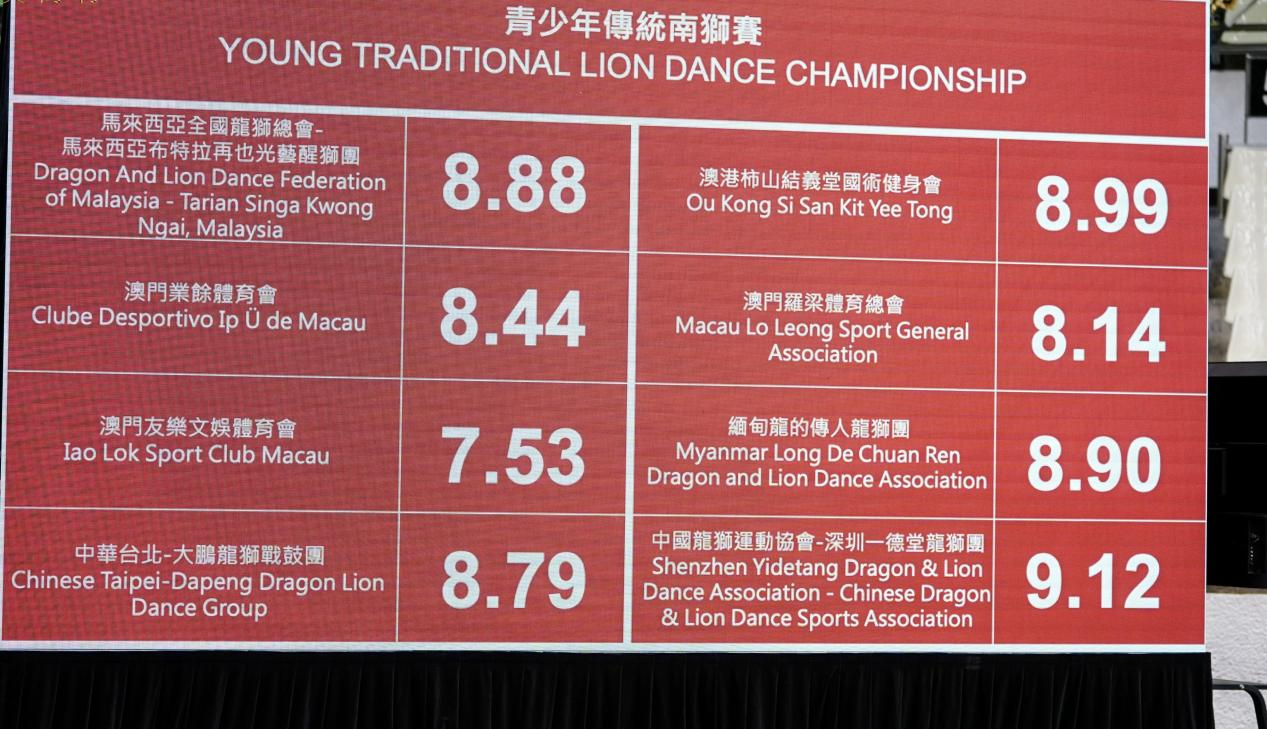 青少年傳統南獅賽
YOUNG TRADITIONAL LION DANCE CHAMPIONSHIP
馬來西亞全國龍獅總會-
馬來西亞布特拉再也光藝醒獅團
Dragon And Lion Dance Federation
of Malaysia - Tarian Singa Kwong
Ngai, Malaysia
8.88
澳港柿山結義堂國術健身會
Ou Kong Si San Kit Yee Tong
8.99
澳門業餘體育會
Clube Desportivo Ip Ü de Macau
8.44
澳門羅梁體育總會
Macau Lo Leong Sport General
Association
8.14
澳門友樂文娛體育會
Iao Lok Sport Club Macau
7.53
緬甸龍的傳人龍獅團
Myanmar Long De Chuan Ren
Dragon and Lion Dance Association
8.90
中華台北-大鵬龍獅戰鼓團
Chinese Taipei-Dapeng Dragon Lion
Dance Group
8.79
中國龍獅運動協會-深圳一德堂龍獅團
Shenzhen Yidetang Dragon & Lion
Dance Association - Chinese Dragon
& Lion Dance Sports Association
9.12